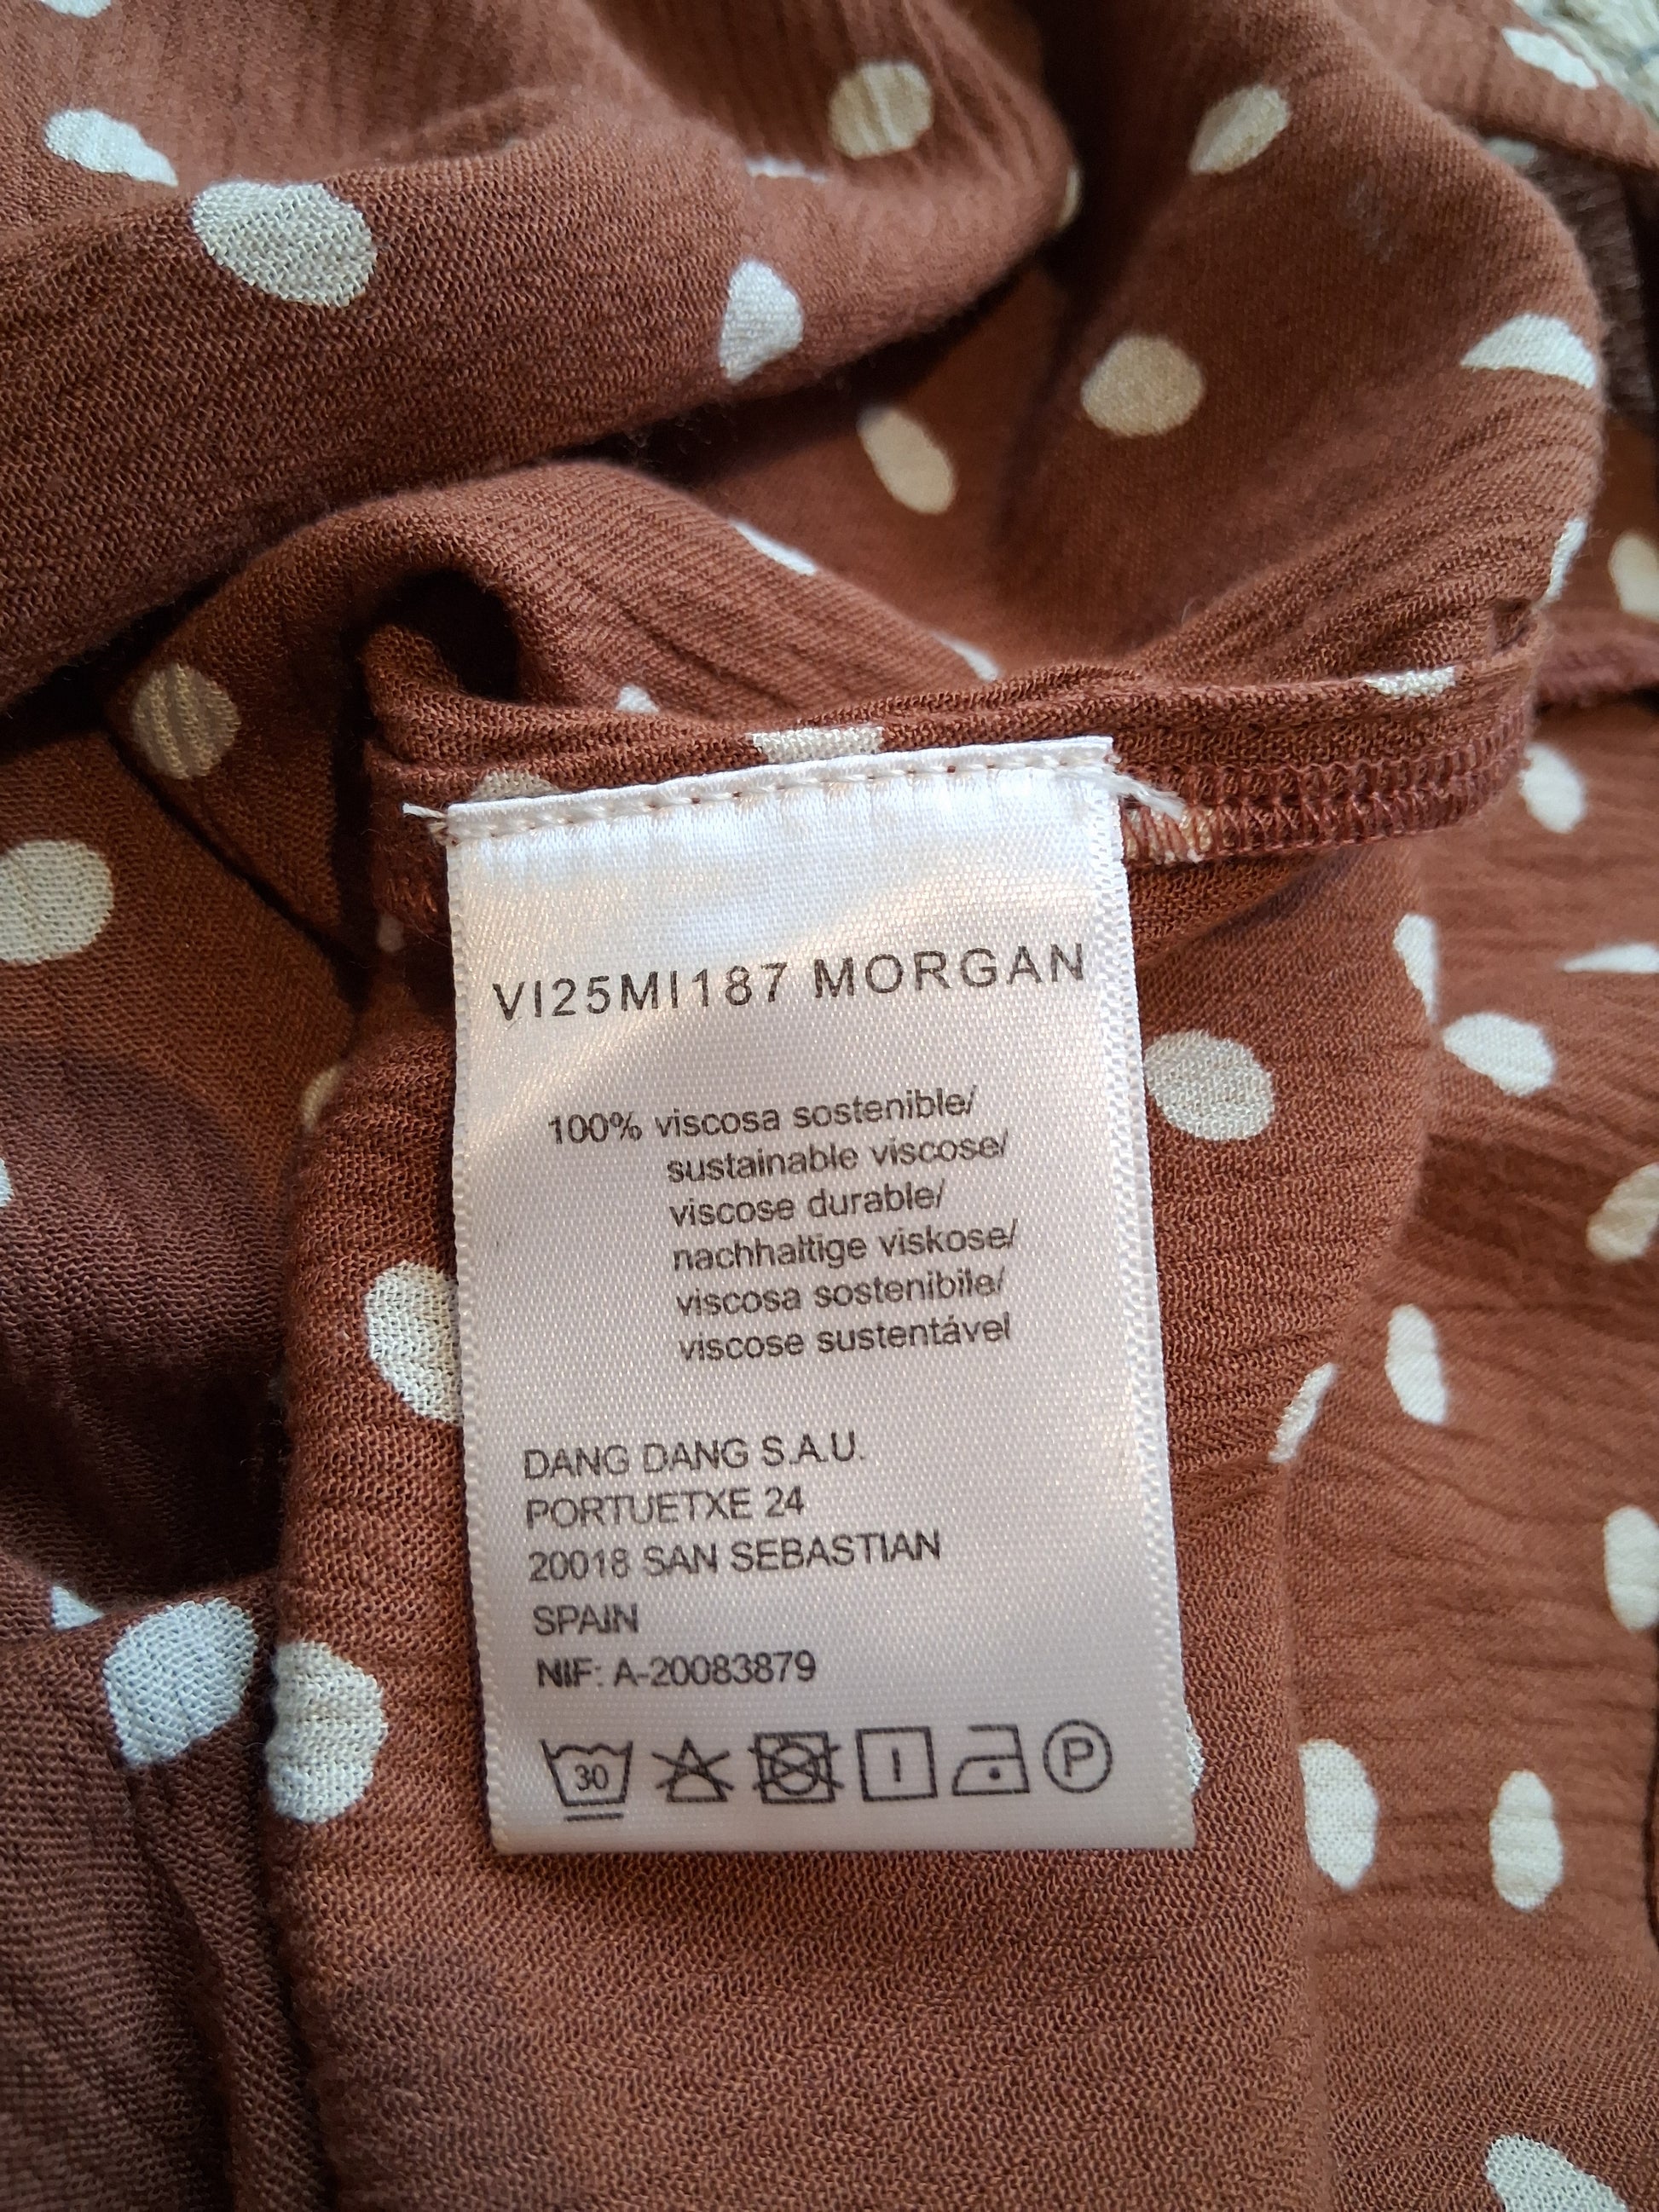 VI25MI187 MORGAN
100% viscosa sostenible/
sustainable viscose/
viscose durable/
nachhaltige viskose/
viscosa sostenibile/
viscose sustentável
DANG DANG S.A.U.
PORTUETXE 24
20018 SAN SEBASTIAN
SPAIN
NIF: A-20083879
30 P